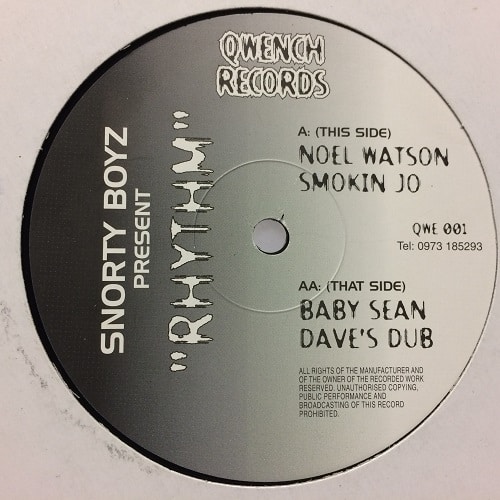 QWENCH
RECORDS
SNORTY BOYZ
PRESENT
"RHYTHM"
A: (THIS SIDE)
NOEL WATSON
SMOKIN JO
QWE 001
Tel: 0973 185293
AA: (THAT SIDE)
BABY SEAN
DAVE'S DUB
ALL RIGHTS OF THE MANUFACTURER AND
OF THE OWNER OF THE RECORDED WORK
RESERVED. UNAUTHORISED COPYING,
PUBLIC PERFORMANCE AND
BROADCASTING OF THIS RECORD
PROHIBITED.